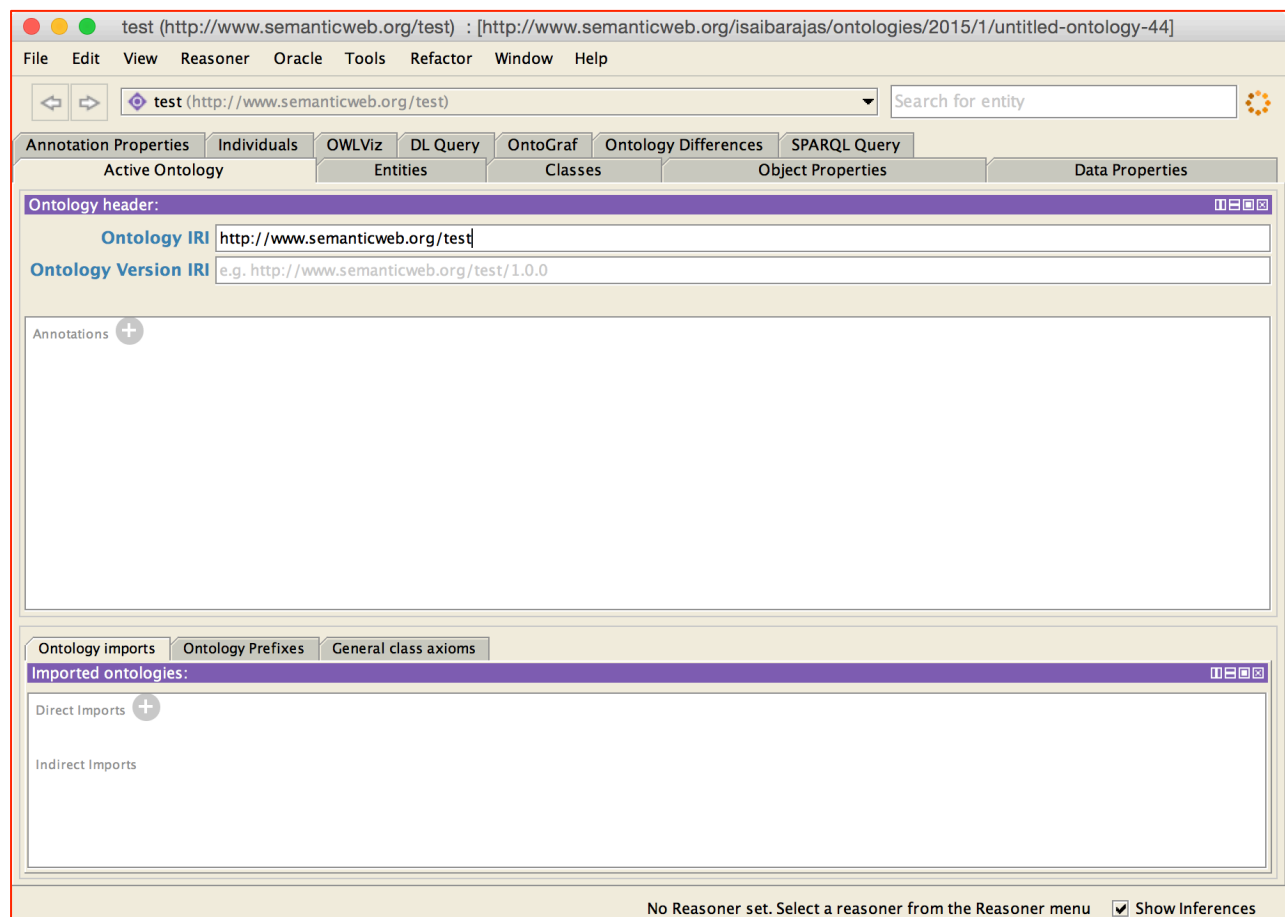 test (http://www.semanticweb.org/test) : [http://www.semanticweb.org/isaibarajas/ontologies/2015/1/untitled-ontology-44]
File Edit View Reasoner Oracle Tools Refactor Window Help
test (http://www.semanticweb.org/test) Search for entity
Annotation Properties Individuals OWLViz DL Query OntoGraf Ontology Differences SPARQL Query
Active Ontology Entities Classes Object Properties Data Properties
Ontology header:
Ontology IRI http://www.semanticweb.org/test
Ontology Version IRI e.g. http://www.semanticweb.org/test/1.0.0
Annotations
Ontology imports Ontology Prefixes General class axioms
Imported ontologies:
Direct Imports
Indirect Imports
No Reasoner set. Select a reasoner from the Reasoner menu Show Inferences